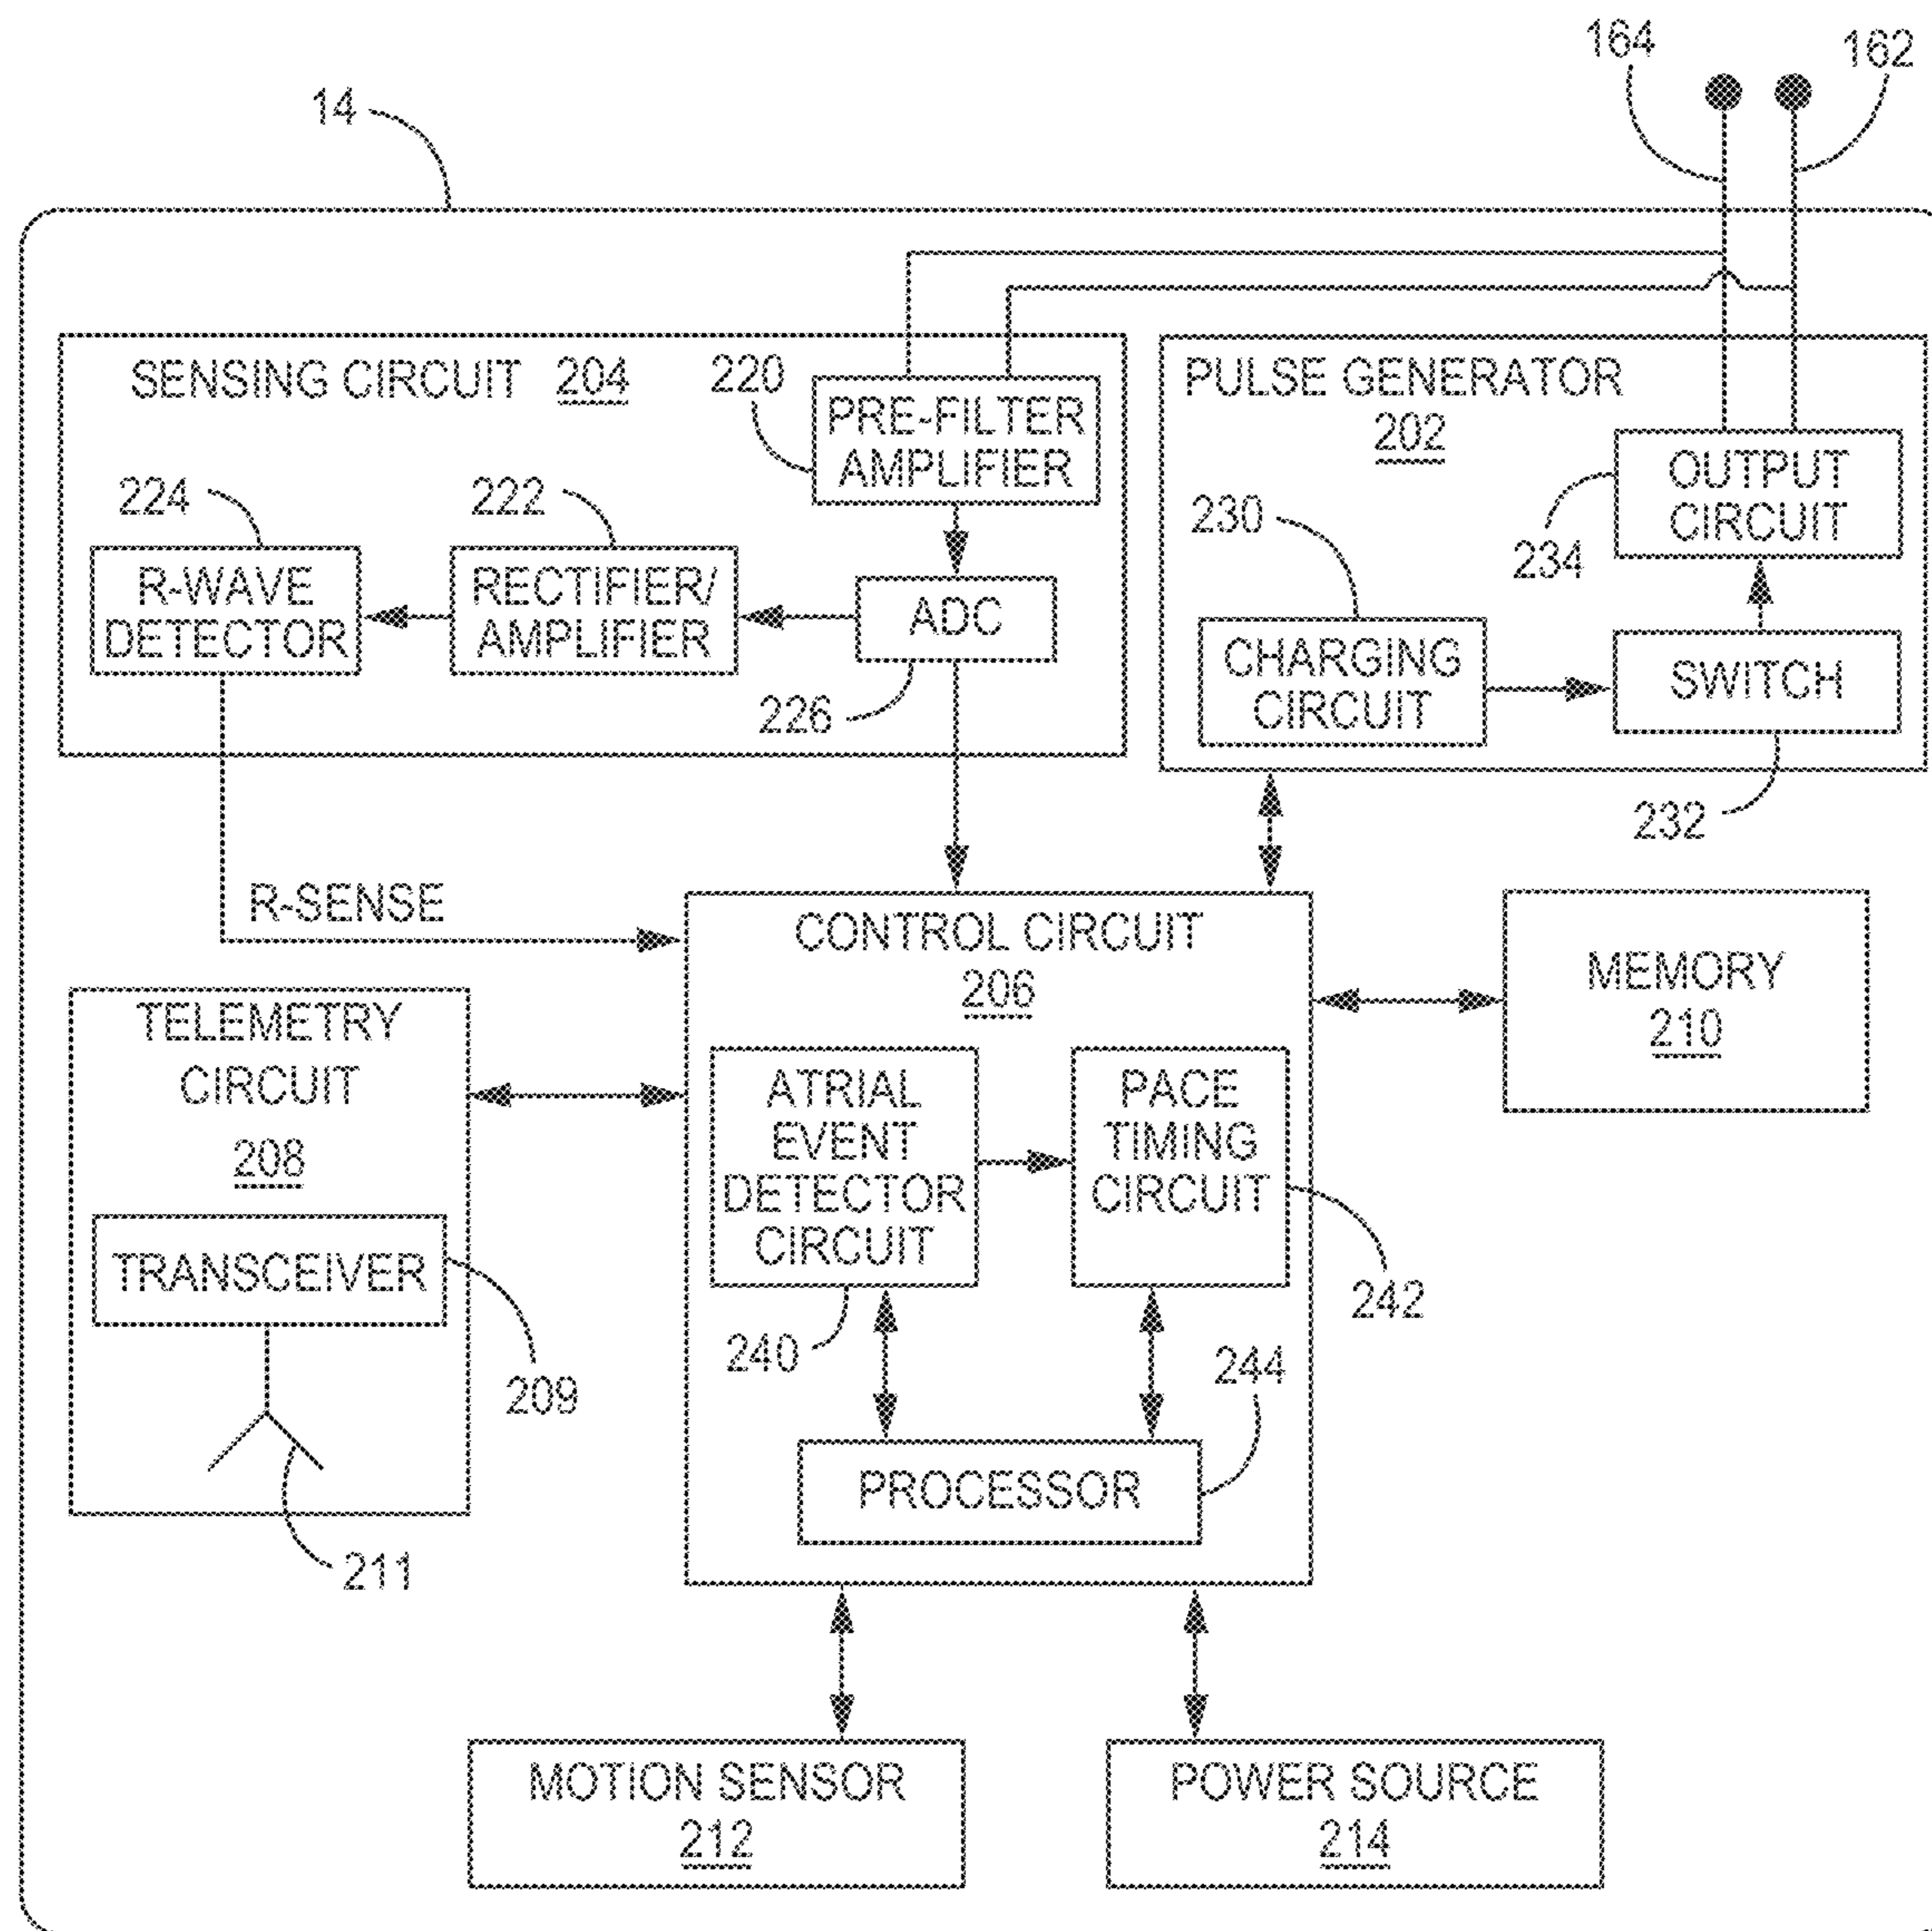 164
162
14
SENSING CIRCUIT 204
220
PRE-FILTER
AMPLIFIER
PULSE GENERATOR
202
OUTPUT
CIRCUIT
224
222
230
234
R-WAVE
DETECTOR
RECTIFIER/
AMPLIFIER
ADC
CHARGING
CIRCUIT
SWITCH
226
232
R-SENSE
CONTROL CIRCUIT
206
MEMORY
210
TELEMETRY
CIRCUIT
208
ATRIAL
EVENT
DETECTOR
CIRCUIT
PACE
TIMING
CIRCUIT
TRANSCEIVER
242
240
244
209
PROCESSOR
211
MOTION SENSOR
212
POWER SOURCE
214